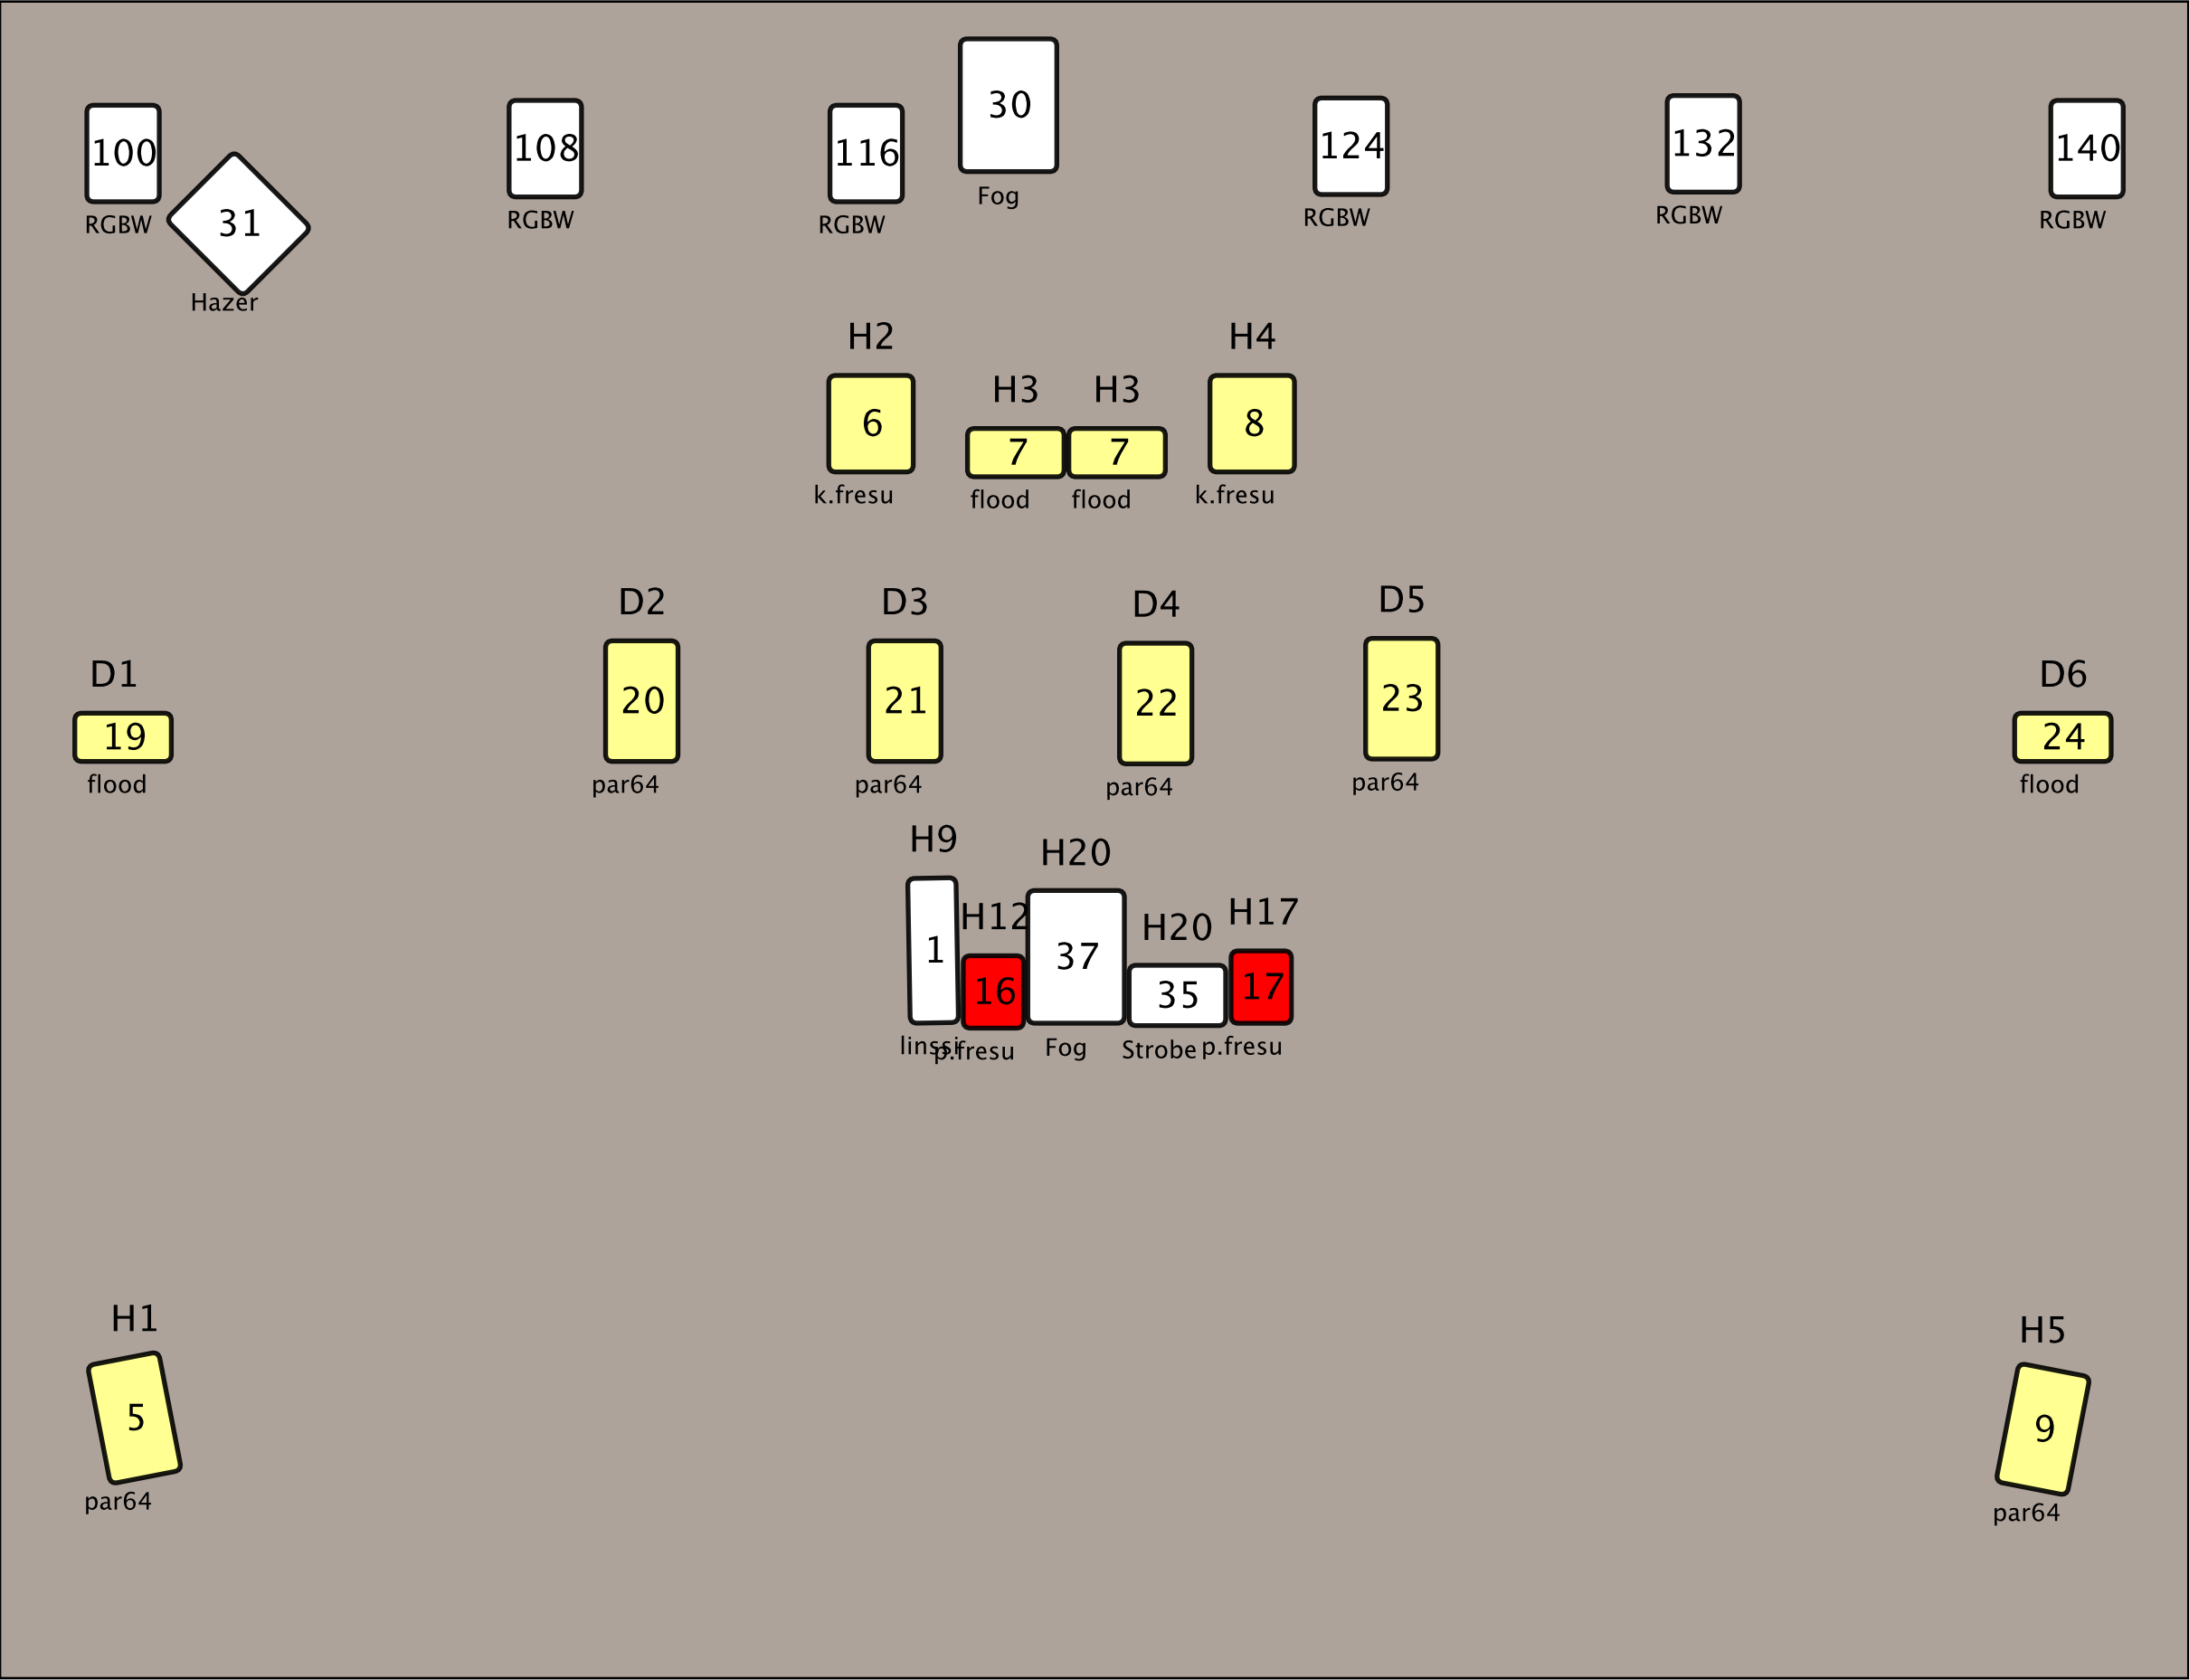 30
Fog
100
RGBW
31
Hazer
108
RGBW
116
RGBW
124
RGBW
132
RGBW
140
RGBW
H2
6
k.fresu
H3
7
flood
H3
7
flood
H4
8
k.fresu
D1
19
flood
D2
20
par64
D3
21
par64
D4
22
par64
D5
23
par64
D6
24
flood
H9
1
linssi
H12
16
p.fresu
H20
37
Fog
H20
35
Strobe
H17
17
p.fresu
H1
5
par64
H5
9
par64